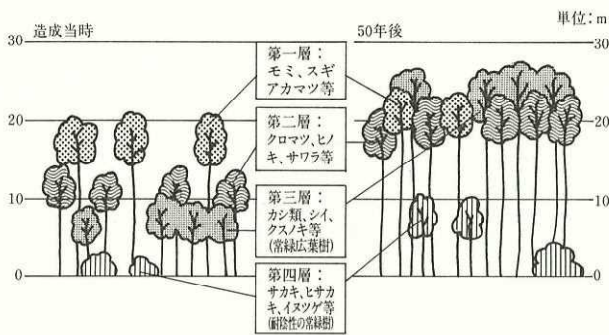 造成当時
50年後
単位:m
30
20
10
0
第一層:
モミ、スギ
アカマツ等
第二層:
クロマツ、ヒノ
キ、サワラ等
第三層:
カシ類、シイ、
クスノキ等
(常緑広葉樹)
第四層:
サカキ、ヒサカ
キ、イヌツゲ等
(耐陰性の常緑樹)
30
20
10
0